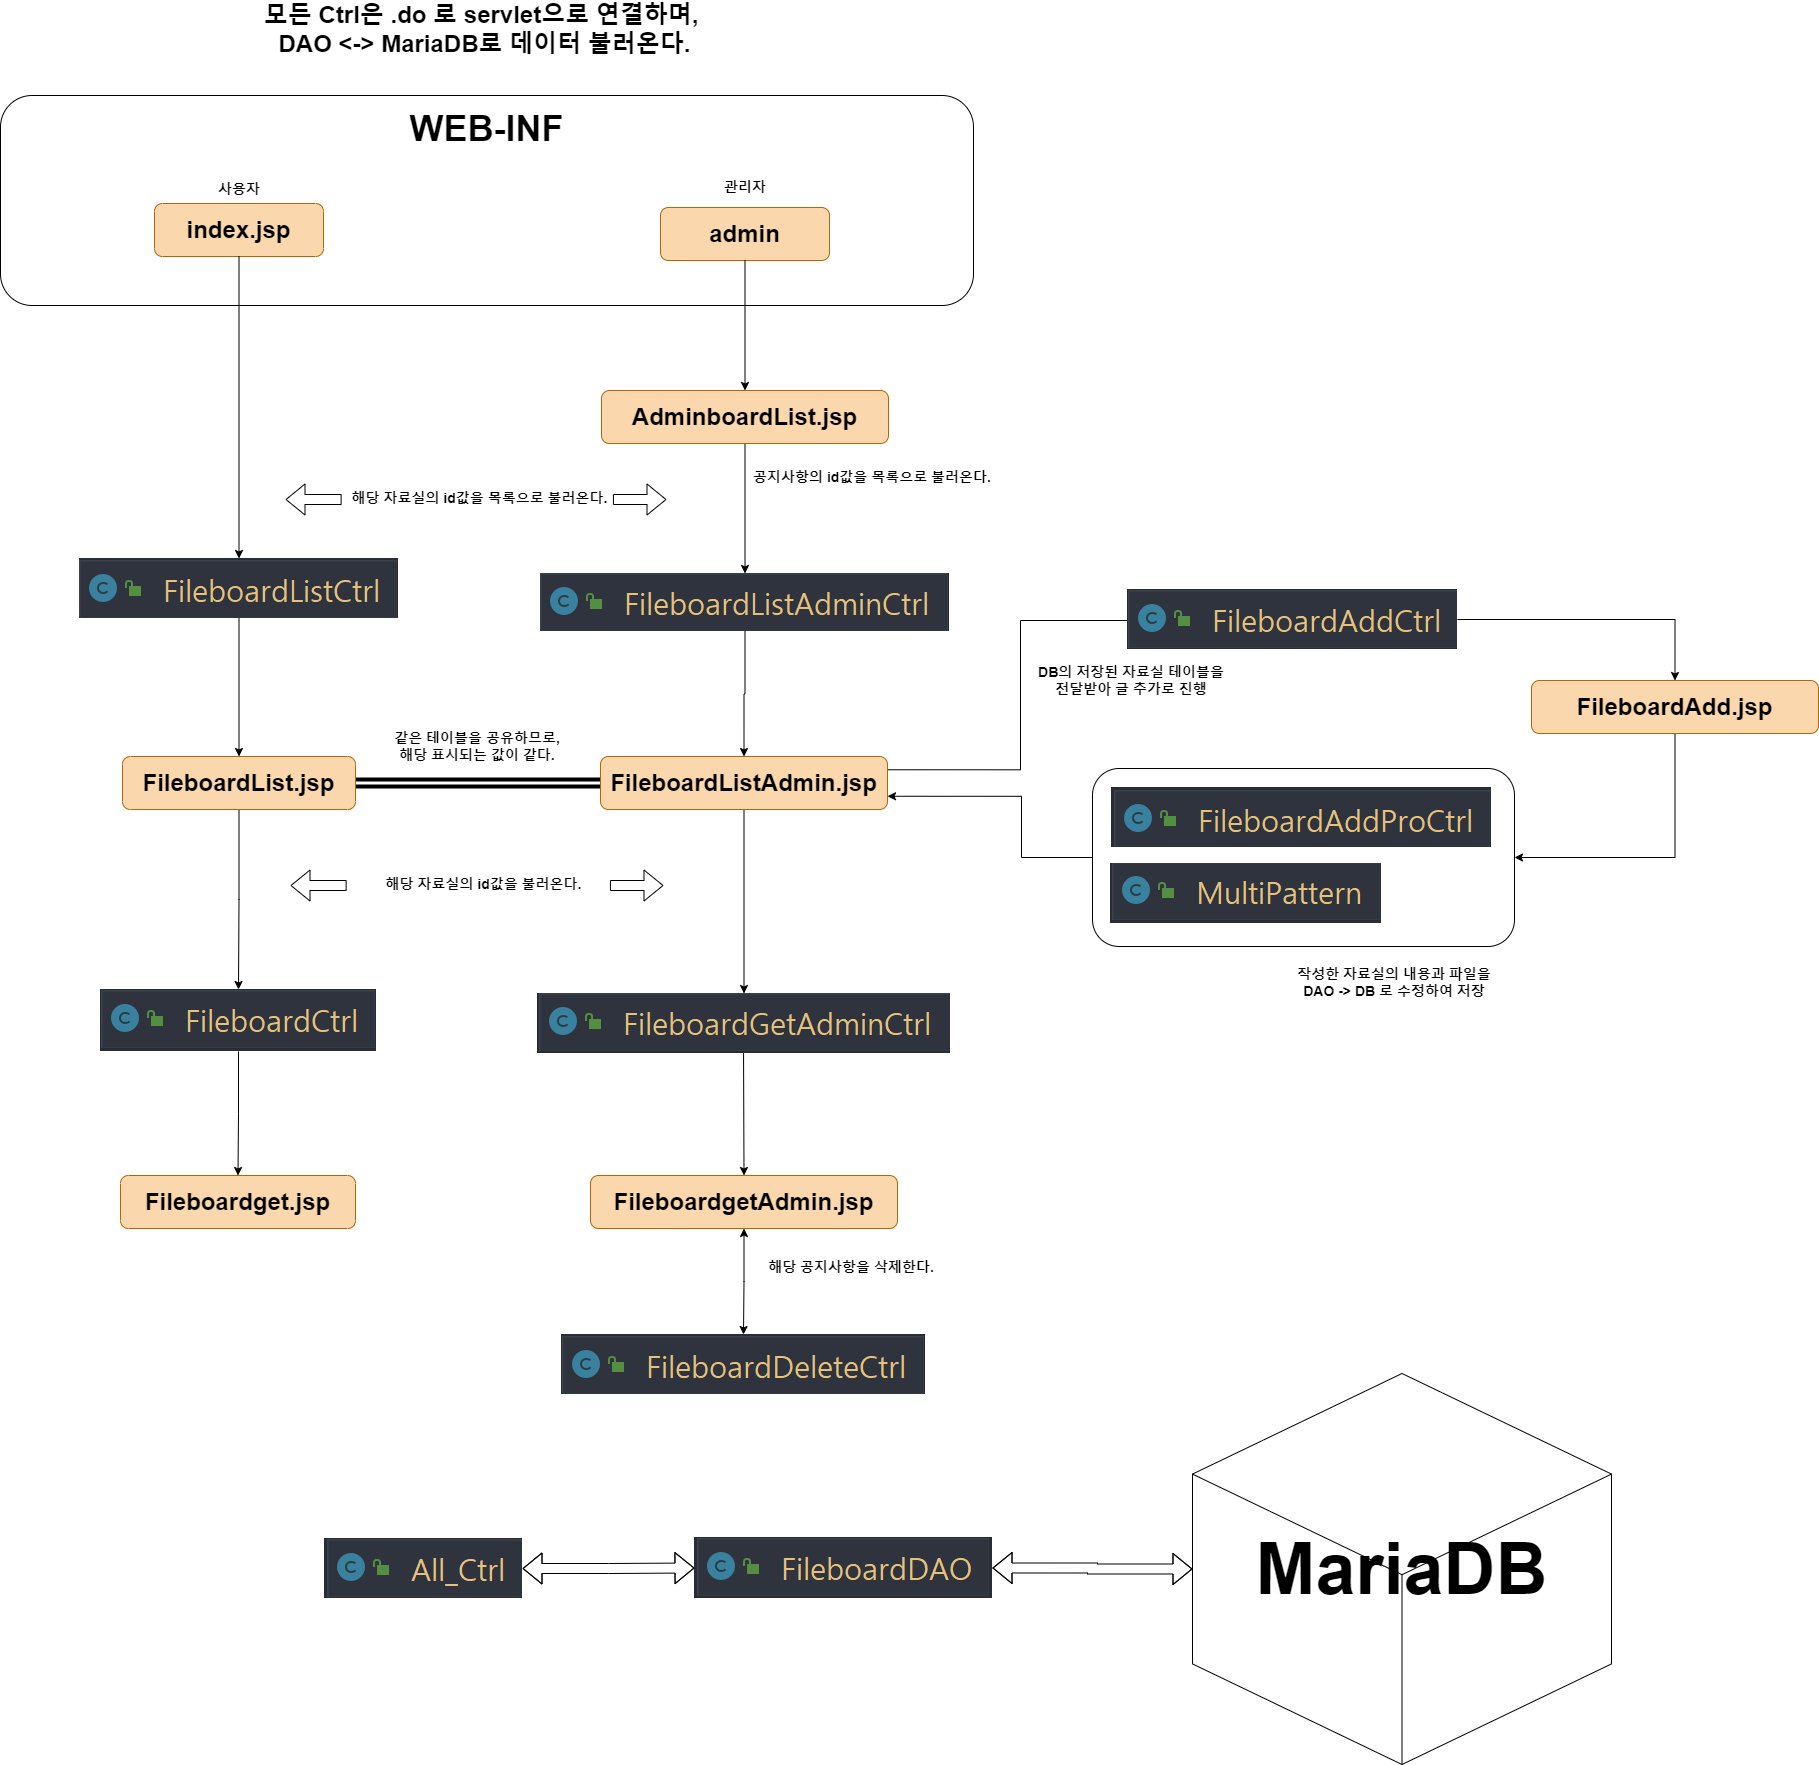 모든 Ctrl은 .do 로 servlet으로 연결하며,
DAO <-> MariaDB로 데이터 불러온다.
WEB-INF
사용자
관리자
index.jsp
admin
AdminboardList.jsp
공지사항의 id값을 목록으로 불러온다.
해당 자료실의 id값을 목록으로 불러온다.
C FileboardListCtrl
C FileboardListAdminCtrl
C FileboardAddCtrl
DB의 저장된 자료실 테이블을
전달받아 글 추가로 진행
FileboardAdd.jsp
같은 테이블을 공유하므로,
해당 표시되는 값이 같다.
FileboardList.jsp
FileboardListAdmin.jsp
C FileboardAddProCtrl
C MultiPattern
해당 자료실의 id값을 불러온다.
작성한 자료실의 내용과 파일을
DAO -> DB 로 수정하여 저장
C FileboardCtrl
C FileboardGetAdminCtrl
Fileboardget.jsp
FileboardgetAdmin.jsp
해당 공지사항을 삭제한다.
C FileboardDeleteCtrl
C All_Ctrl
C FileboardDAO
MariaDB